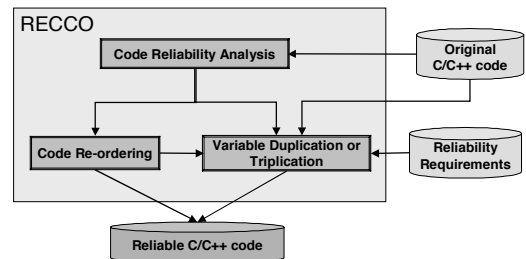 RECCO
Code Reliability Analysis
Original
C/C++ code
Code Re-ordering
Variable Duplication or
Triplication
Reliability
Requirements
Reliable C/C++ code